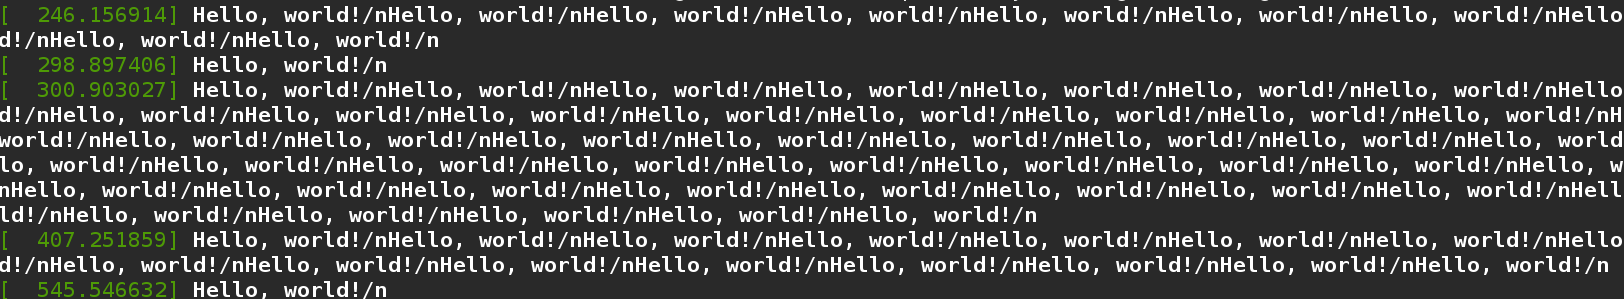 [  246.156914] Hello, world!/nHello, world!/nHello, world!/nHello, world!/nHello, world!/nHello, world!/nHello, world!/nHello
d!/nHello, world!/nHello, world!/n
[  298.897406] Hello, world!/n
[  300.903027] Hello, world!/nHello, world!/nHello, world!/nHello, world!/nHello, world!/nHello, world!/nHello, world!/nHello
d!/nHello, world!/nHello, world!/nHello, world!/nHello, world!/nHello, world!/nHello, world!/nHello, world!/nHello, world!/nH
world!/nHello, world!/nHello, world!/nHello, world!/nHello, world!/nHello, world!/nHello, world!/nHello, world!/nHello, world
lo, world!/nHello, world!/nHello, world!/nHello, world!/nHello, world!/nHello, world!/nHello, world!/nHello, world!/nHello, w
nHello, world!/nHello, world!/nHello, world!/nHello, world!/nHello, world!/nHello, world!/nHello, world!/nHello, world!/nHell
ld!/nHello, world!/nHello, world!/nHello, world!/nHello, world!/nHello, world!/n
[  407.251859] Hello, world!/nHello, world!/nHello, world!/nHello, world!/nHello, world!/nHello, world!/nHello, world!/nHello
d!/nHello, world!/nHello, world!/nHello, world!/nHello, world!/nHello, world!/nHello, world!/nHello, world!/nHello, world!/n
[  545.546632] Hello, world!/n